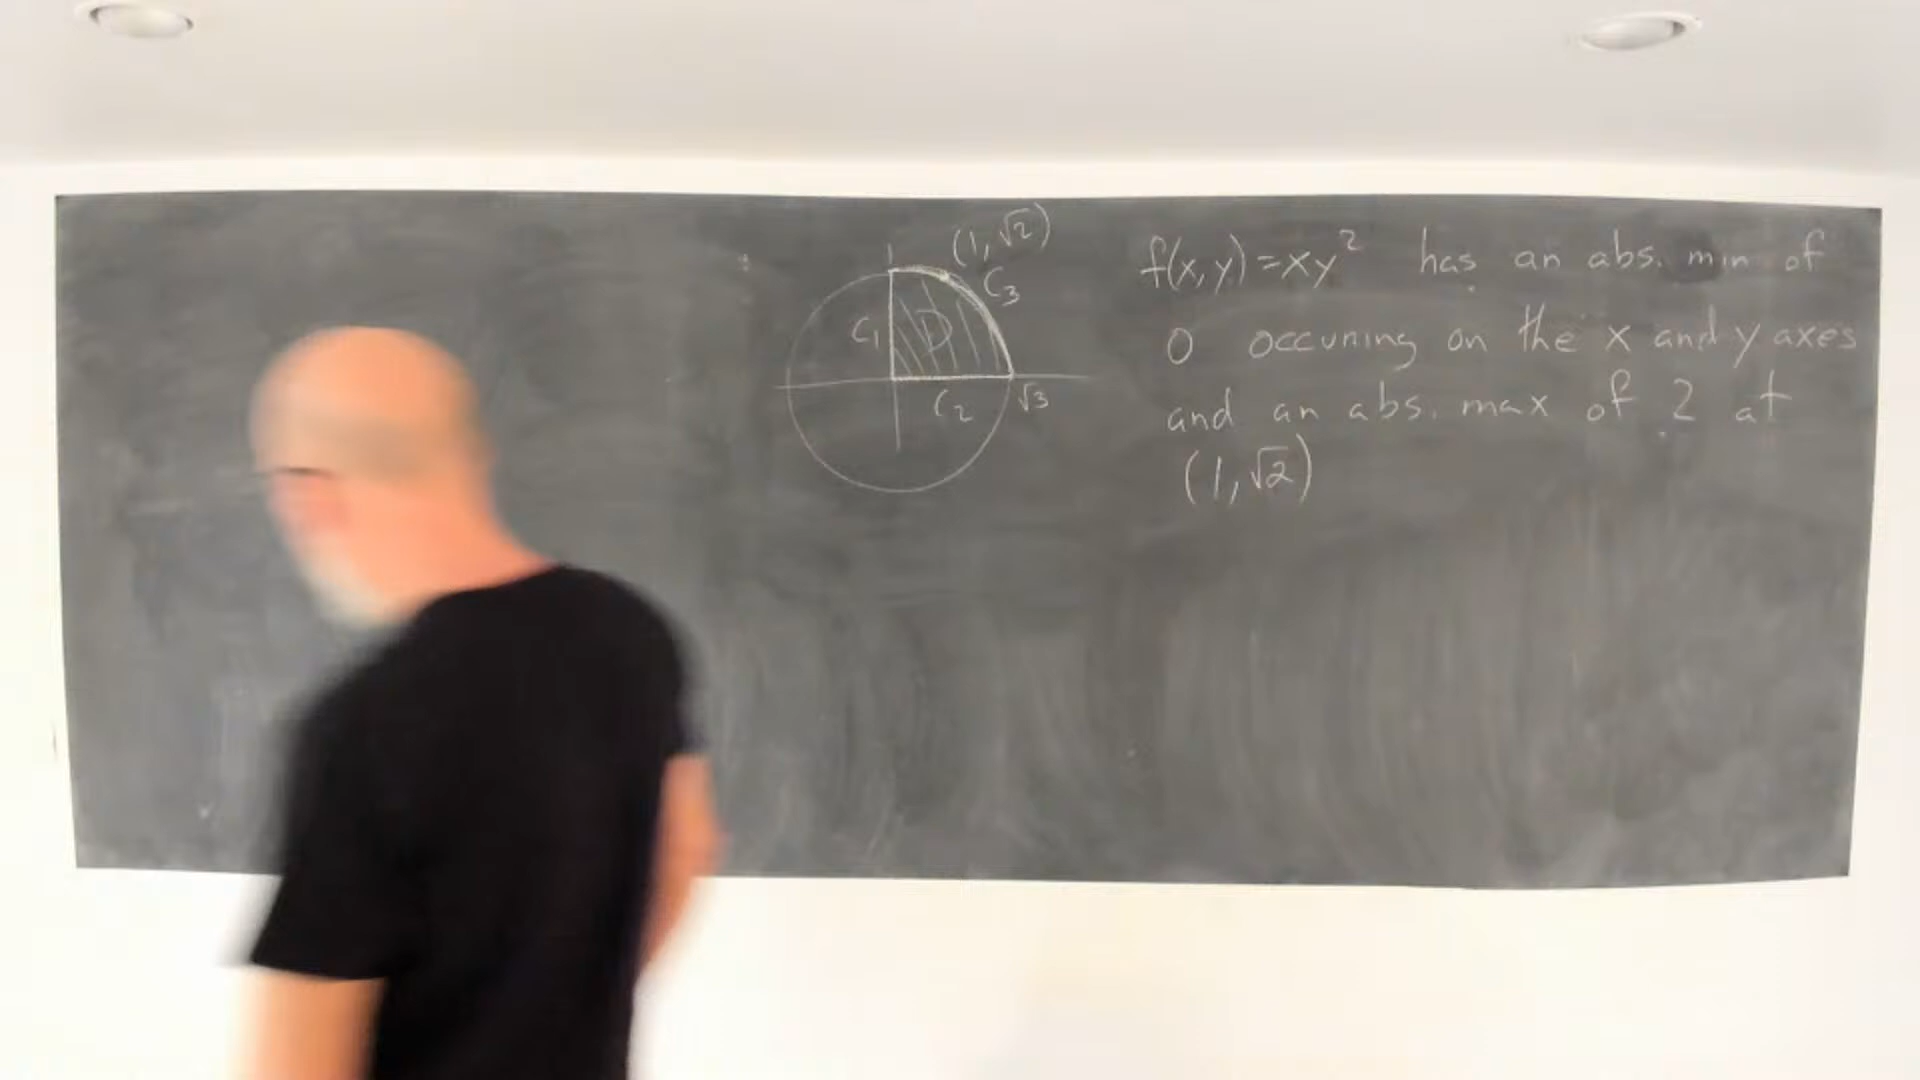 (1, √2)
C₃
C₁
D
C₂
√3
f(x, y) = xy² has an abs. min of
0 occuring on the x and y axes
and an abs. max of 2 at
(1, √2)